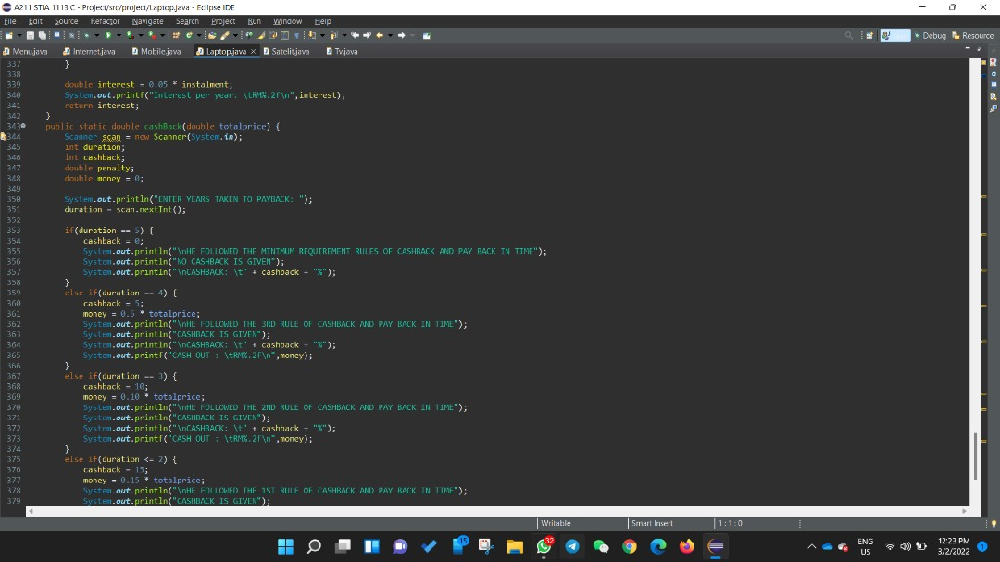 A211 STIA 1113 C - Project/src/project/Laptop.java - Eclipse IDE
File Edit Source Refactor Navigate Search Project Run Window Help
Debug Resource
Menu.java Internet.java Mobile.java Laptop.java Satelit.java Tv.java
337 }
338
339 double interest = 0.05 * instalment;
340 System.out.printf("Interest per year: \tRM%.2f\n",interest);
341 return interest;
342 }
343 public static double cashBack(double totalprice) {
344 Scanner scan = new Scanner(System.in);
345 int duration;
346 int cashback;
347 double penalty;
348 double money = 0;
349
350 System.out.println("ENTER YEARS TAKEN TO PAYBACK: ");
351 duration = scan.nextInt();
352
353 if(duration == 5) {
354 cashback = 0;
355 System.out.println("\nHE FOLLOWED THE MINIMUM REQUIREMENT RULES OF CASHBACK AND PAY BACK IN TIME");
356 System.out.println("NO CASHBACK IS GIVEN");
357 System.out.println("\nCASHBACK: \t" + cashback + "%");
358 }
359 else if(duration == 4) {
360 cashback = 5;
361 money = 0.5 * totalprice;
362 System.out.println("\nHE FOLLOWED THE 3RD RULE OF CASHBACK AND PAY BACK IN TIME");
363 System.out.println("CASHBACK IS GIVEN");
364 System.out.println("\nCASHBACK: \t" + cashback + "%");
365 System.out.printf("CASH OUT : \tRM%.2f\n",money);
366 }
367 else if(duration == 3) {
368 cashback = 10;
369 money = 0.10 * totalprice;
370 System.out.println("\nHE FOLLOWED THE 2ND RULE OF CASHBACK AND PAY BACK IN TIME");
371 System.out.println("CASHBACK IS GIVEN");
372 System.out.println("\nCASHBACK: \t" + cashback + "%");
373 System.out.printf("CASH OUT : \tRM%.2f\n",money);
374 }
375 else if(duration <= 2) {
376 cashback = 15;
377 money = 0.15 * totalprice;
378 System.out.println("\nHE FOLLOWED THE 1ST RULE OF CASHBACK AND PAY BACK IN TIME");
379 System.out.println("CASHBACK IS GIVEN");
Writable Smart Insert 1 : 1 : 0
15 32
ENG
US
12:23 PM
3/2/2022
1